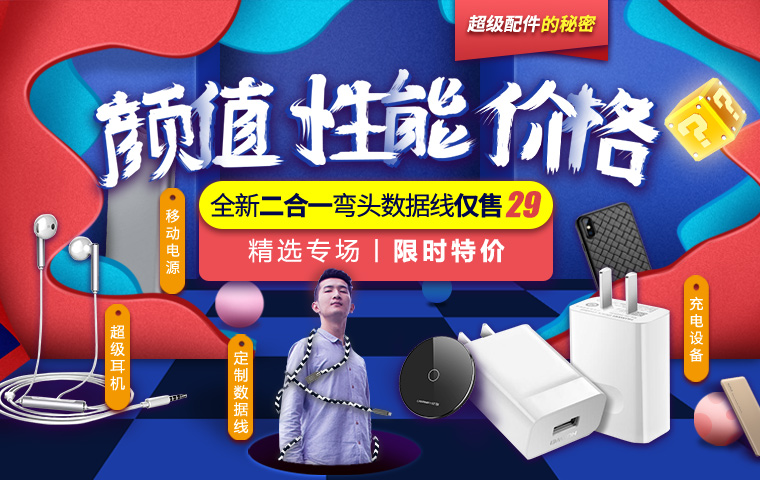 超级配件的秘密
颜值 性能 价格
全新二合一弯头数据线仅售29
精选专场 | 限时特价
移动电源
超级耳机
定制数据线
充电设备
? ?